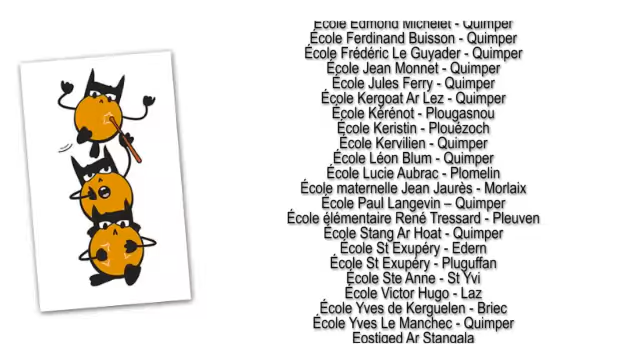 École Edmond Michelet - Quimper
École Ferdinand Buisson - Quimper
École Frédéric Le Guyader - Quimper
École Jean Monnet - Quimper
École Jules Ferry - Quimper
École Kergoat Ar Lez - Quimper
École Kérénot - Plougasnou
École Keristin - Plouézoch
École Kervilien - Quimper
École Léon Blum - Quimper
École Lucie Aubrac - Plomelin
École maternelle Jean Jaurès - Morlaix
École Paul Langevin – Quimper
École élémentaire René Tressard - Pleuven
École Stang Ar Hoat - Quimper
École St Exupéry - Edern
École St Exupéry - Pluguffan
École Ste Anne - St Yvi
École Victor Hugo - Laz
École Yves de Kerguelen - Briec
École Yves Le Manchec - Quimper
Eostiged Ar Stangala